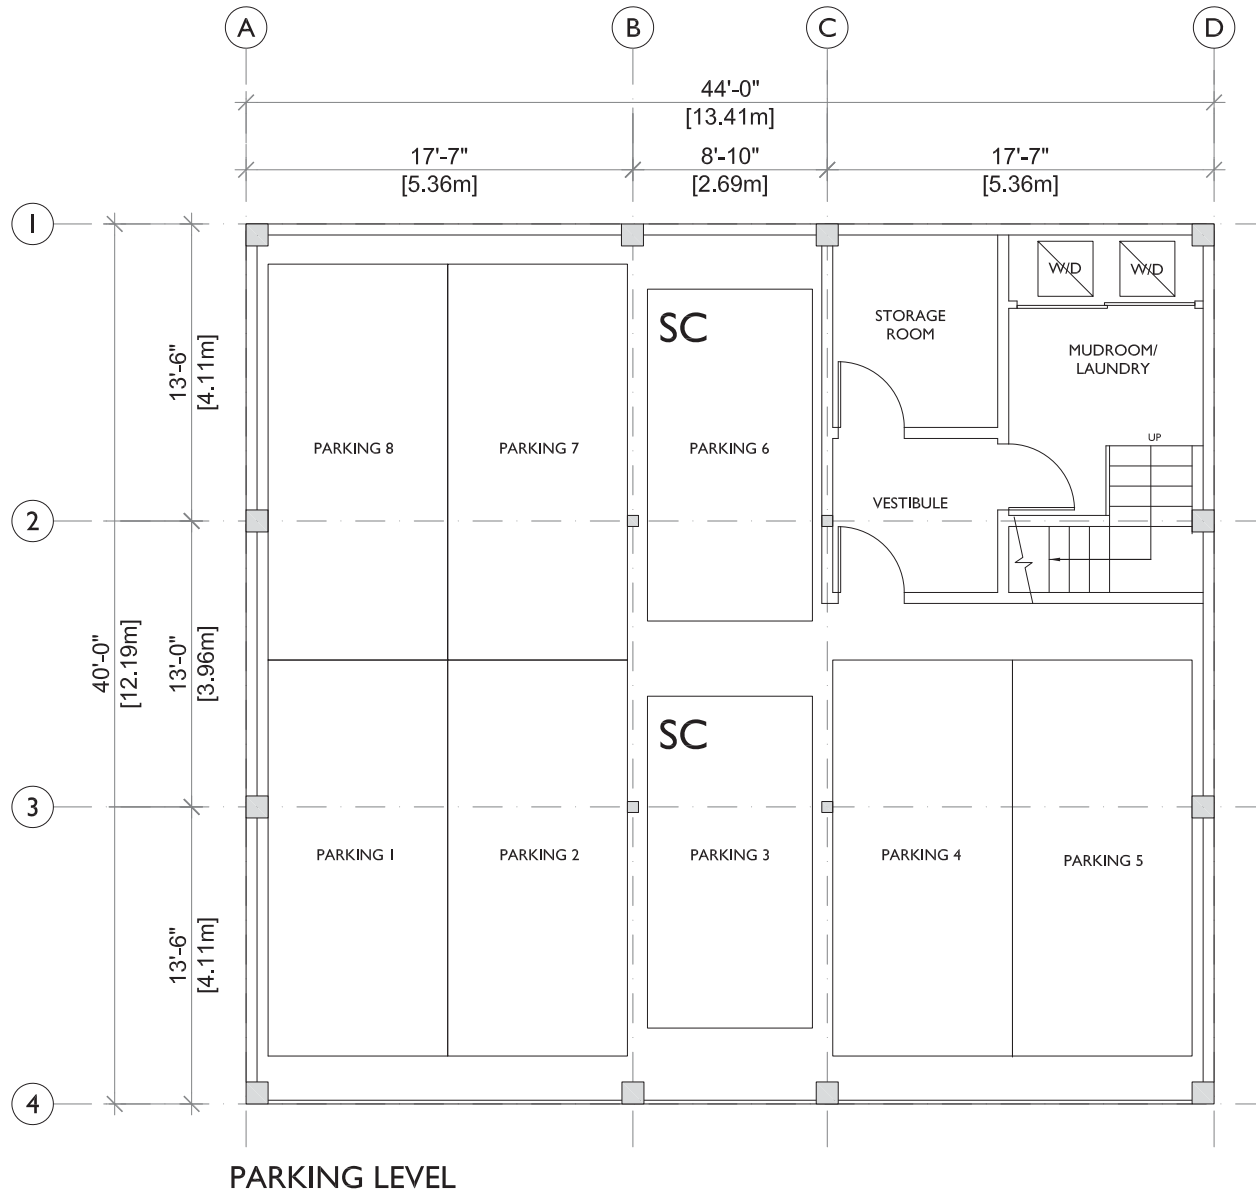 A
B
C
D
44'-0"
[13.41m]
17'-7"
[5.36m]
8'-10"
[2.69m]
17'-7"
[5.36m]
1
2
3
4
13'-6"
[4.11m]
40'-0"
[12.19m]
13'-0"
[3.96m]
13'-6"
[4.11m]
W/D
W/D
SC
STORAGE
ROOM
MUDROOM/
LAUNDRY
UP
PARKING 8
PARKING 7
PARKING 6
VESTIBULE
SC
PARKING 1
PARKING 2
PARKING 3
PARKING 4
PARKING 5
PARKING LEVEL